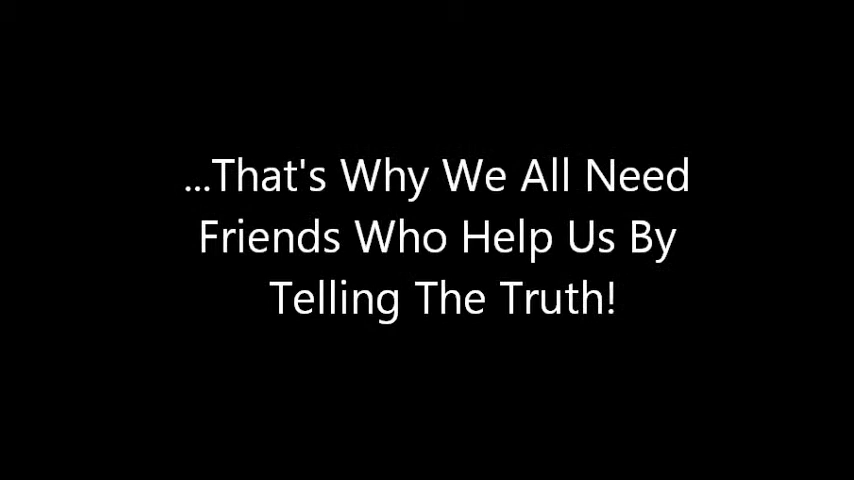 ...That's Why We All Need
Friends Who Help Us By
Telling The Truth!